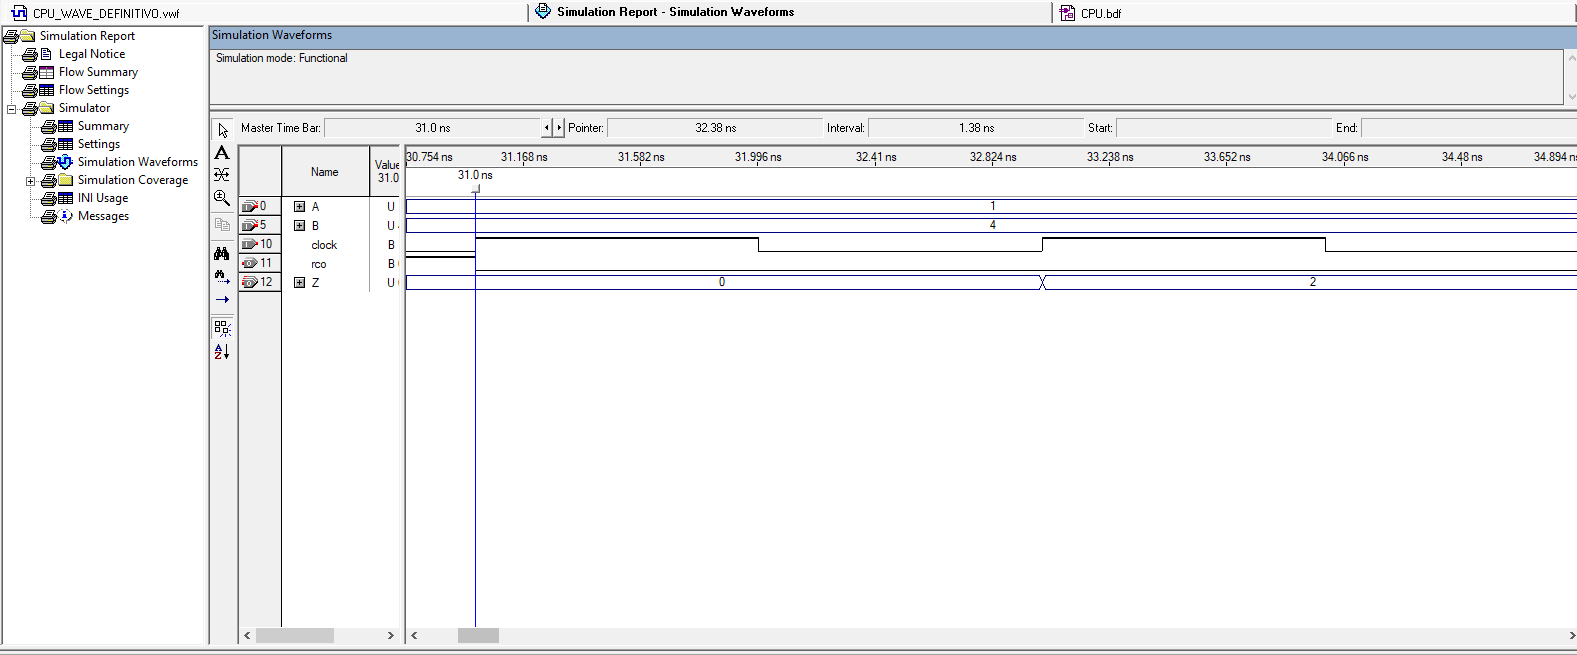 CPU_WAVE_DEFINITIVO.vwf
Simulation Report - Simulation Waveforms
CPU.bdf
Simulation Report
Legal Notice
Flow Summary
Flow Settings
Simulator
Summary
Settings
Simulation Waveforms
Simulation Coverage
INI Usage
Messages
Simulation Waveforms
Simulation mode: Functional
Master Time Bar: 31.0 ns Pointer: 32.38 ns Interval: 1.38 ns Start: End:
Name Value 31.0
30.754 ns 31.168 ns 31.582 ns 31.996 ns 32.41 ns 32.824 ns 33.238 ns 33.652 ns 34.066 ns 34.48 ns 34.894 ns
31.0 ns
0 A U 1
5 B U 4
10 clock B
11 rco B
12 Z U 0 2